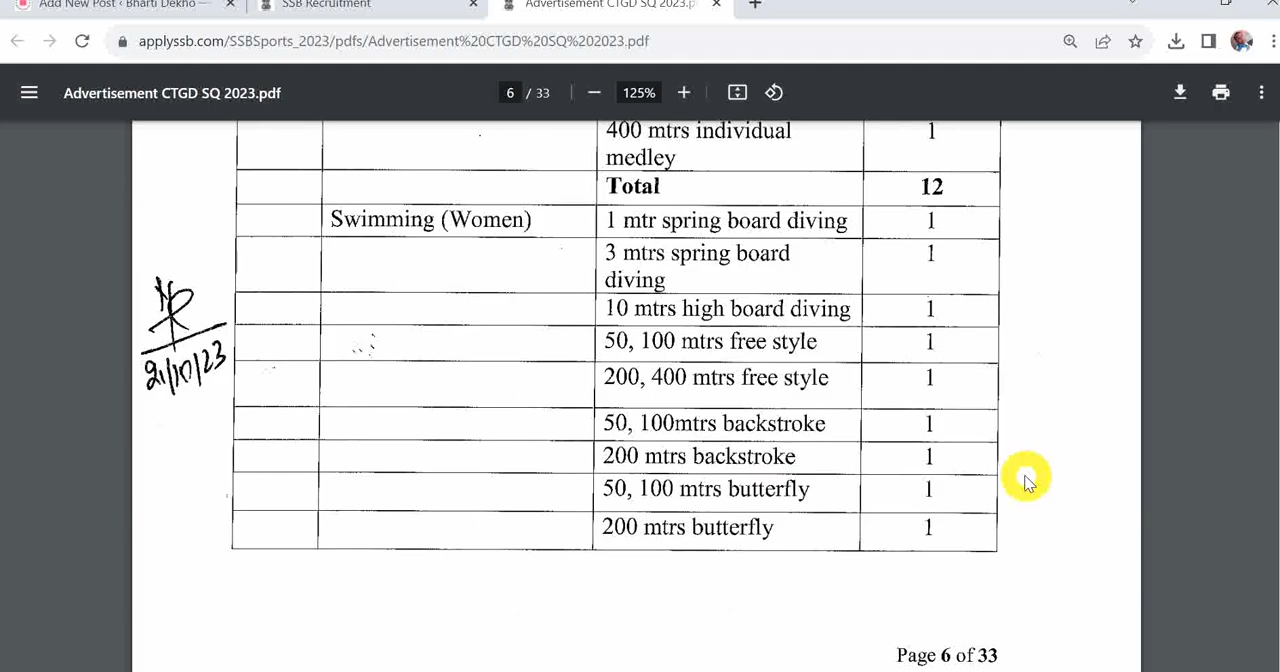 Add New Post ‹ Bharti Dekho —
SSB Recruitment
Advertisement CTGD SQ 2023.p
applyssb.com/SSBSports_2023/pdfs/Advertisement%20CTGD%20SQ%202023.pdf
Advertisement CTGD SQ 2023.pdf
6 / 33
125%
400 mtrs individual medley 1
Total 12
Swimming (Women) 1 mtr spring board diving 1
3 mtrs spring board diving 1
10 mtrs high board diving 1
50, 100 mtrs free style 1
200, 400 mtrs free style 1
50, 100mtrs backstroke 1
200 mtrs backstroke 1
50, 100 mtrs butterfly 1
200 mtrs butterfly 1
21/10/23
Page 6 of 33